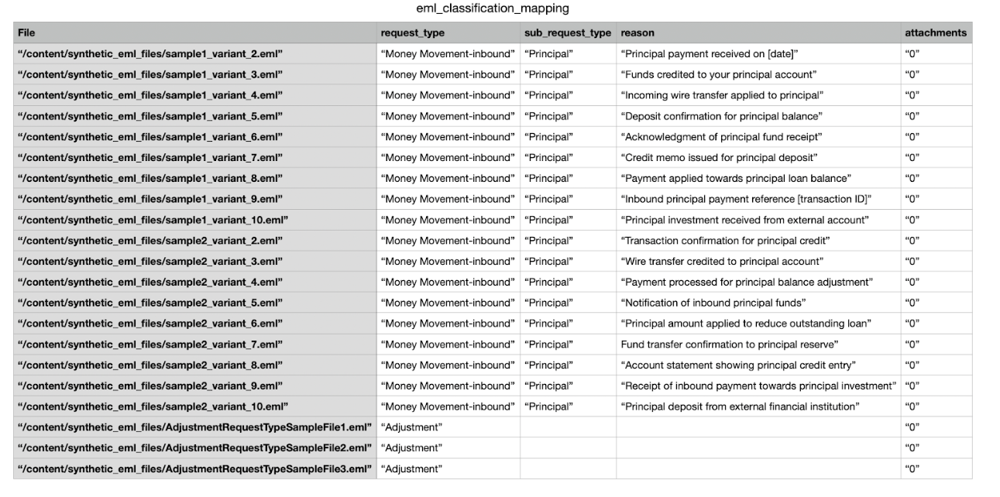 eml_classification_mapping
File request_type sub_request_type reason attachments
“/content/synthetic_eml_files/sample1_variant_2.eml” “Money Movement-inbound” “Principal” “Principal payment received on [date]” “0”
“/content/synthetic_eml_files/sample1_variant_3.eml” “Money Movement-inbound” “Principal” “Funds credited to your principal account” “0”
“/content/synthetic_eml_files/sample1_variant_4.eml” “Money Movement-inbound” “Principal” “Incoming wire transfer applied to principal” “0”
“/content/synthetic_eml_files/sample1_variant_5.eml” “Money Movement-inbound” “Principal” “Deposit confirmation for principal balance” “0”
“/content/synthetic_eml_files/sample1_variant_6.eml” “Money Movement-inbound” “Principal” “Acknowledgment of principal fund receipt” “0”
“/content/synthetic_eml_files/sample1_variant_7.eml” “Money Movement-inbound” “Principal” “Credit memo issued for principal deposit” “0”
“/content/synthetic_eml_files/sample1_variant_8.eml” “Money Movement-inbound” “Principal” “Payment applied towards principal loan balance” “0”
“/content/synthetic_eml_files/sample1_variant_9.eml” “Money Movement-inbound” “Principal” “Inbound principal payment reference [transaction ID]” “0”
“/content/synthetic_eml_files/sample1_variant_10.eml” “Money Movement-inbound” “Principal” “Principal investment received from external account” “0”
“/content/synthetic_eml_files/sample2_variant_2.eml” “Money Movement-inbound” “Principal” “Transaction confirmation for principal credit” “0”
“/content/synthetic_eml_files/sample2_variant_3.eml” “Money Movement-inbound” “Principal” “Wire transfer credited to principal account” “0”
“/content/synthetic_eml_files/sample2_variant_4.eml” “Money Movement-inbound” “Principal” “Payment processed for principal balance adjustment” “0”
“/content/synthetic_eml_files/sample2_variant_5.eml” “Money Movement-inbound” “Principal” “Notification of inbound principal funds” “0”
“/content/synthetic_eml_files/sample2_variant_6.eml” “Money Movement-inbound” “Principal” “Principal amount applied to reduce outstanding loan” “0”
“/content/synthetic_eml_files/sample2_variant_7.eml” “Money Movement-inbound” “Principal” Fund transfer confirmation to principal reserve” “0”
“/content/synthetic_eml_files/sample2_variant_8.eml” “Money Movement-inbound” “Principal” “Account statement showing principal credit entry” “0”
“/content/synthetic_eml_files/sample2_variant_9.eml” “Money Movement-inbound” “Principal” “Receipt of inbound payment towards principal investment” “0”
“/content/synthetic_eml_files/sample2_variant_10.eml” “Money Movement-inbound” “Principal” “Principal deposit from external financial institution” “0”
“/content/synthetic_eml_files/AdjustmentRequestTypeSampleFile1.eml” “Adjustment” “0”
“/content/synthetic_eml_files/AdjustmentRequestTypeSampleFile2.eml” “Adjustment” “0”
“/content/synthetic_eml_files/AdjustmentRequestTypeSampleFile3.eml” “Adjustment” “0”